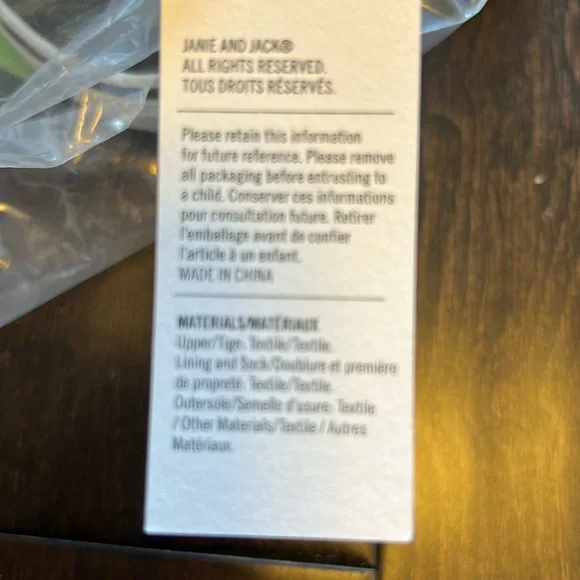 JANIE AND JACK®
ALL RIGHTS RESERVED.
TOUS DROITS RÉSERVÉS.
Please retain this information
for future reference. Please remove
all packaging before entrusting to
a child. Conserver ces informations
pour consultation future. Retirer
l'emballage avant de confier
l'article à un enfant.
MADE IN CHINA
MATERIALS/MATÉRIAUX
Upper/Tige: Textile/Textile.
Lining and Sock/Doublure et première
de propreté: Textile/Textile.
Outersole/Semelle d'usure: Textile
/ Other Materials/Textile / Autres
Matériaux.